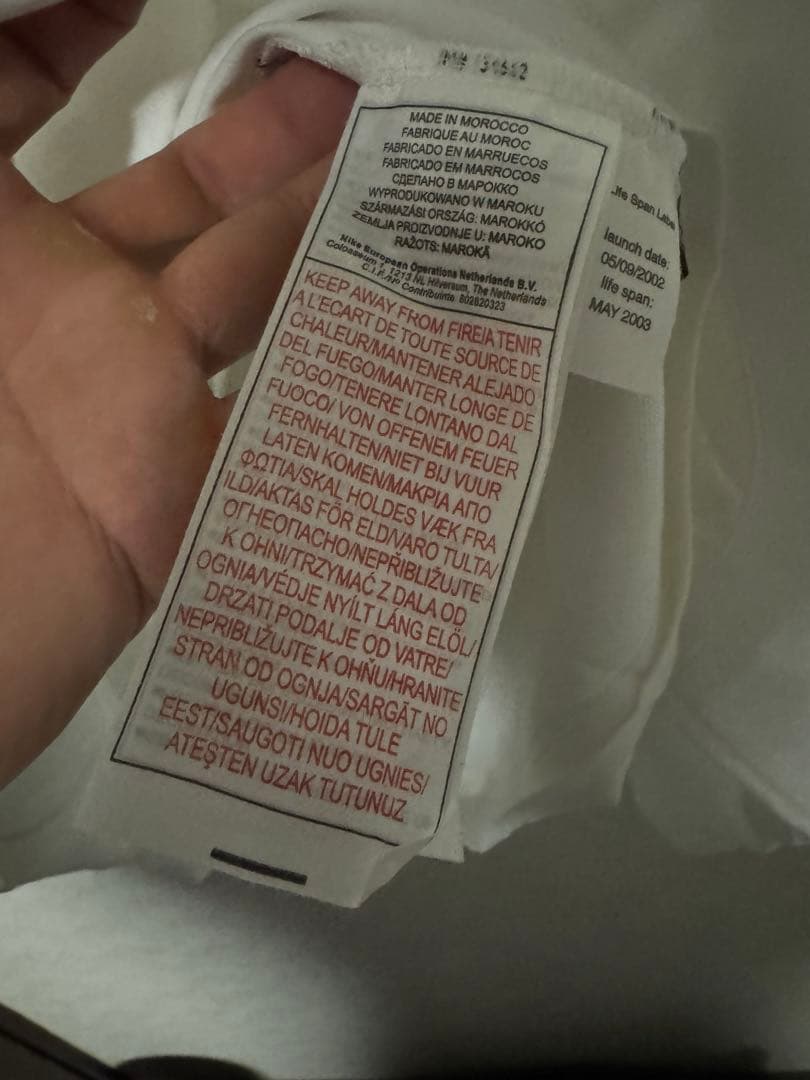 MADE IN MOROCCO
FABRIQUE AU MOROC
FABRICADO EN MARRUECOS
FABRICADO EM MARROCOS
СДЕЛАНО В МАРОККО
WYPRODUKOWANO W MAROKU
SZÁRMAZÁSI ORSZÁG: MAROKKÓ
ZEMLJA PROIZVODNJE U: MAROKO
RAŽOTS: MAROKĀ
Nike European Operations Netherlands B.V.
Colosseum 1, 1213 NL Hilversum, The Netherlands
C.I.F./Nº Contribuinte 802820323
KEEP AWAY FROM FIRE/A TENIR
A L'ECART DE TOUTE SOURCE DE
CHALEUR/MANTENER ALEJADO
DEL FUEGO/MANTER LONGE DE
FOGO/TENERE LONTANO DAL
FUOCO/ VON OFFENEM FEUER
FERNHALTEN/NIET BIJ VUUR
LATEN KOMEN/ΜΑΚΡΙΑ ΑΠΟ
ΦΩΤΙΑ/SKAL HOLDES VÆK FRA
ILD/AKTAS FÖR ELD/VARO TULTA/
ОГНЕОПАСНО/NEPŘIBLIŽUJTE
K OHNI/TRZYMAĆ Z DALA OD
OGNIA/VÉDJE NYÍLT LÁNG ELŐL/
DRZATI PODALJE OD VATRE/
NEPRIBLIŽUJTE K OHŇU/HRANITE
STRAN OD OGNJA/SARGĀT NO
UGUNSI/HOIDA TULE
EEST/SAUGOTI NUO UGNIES/
ATEŞTEN UZAK TUTUNUZ
Life Span Label
launch date:
05/09/2002
life span:
MAY 2003